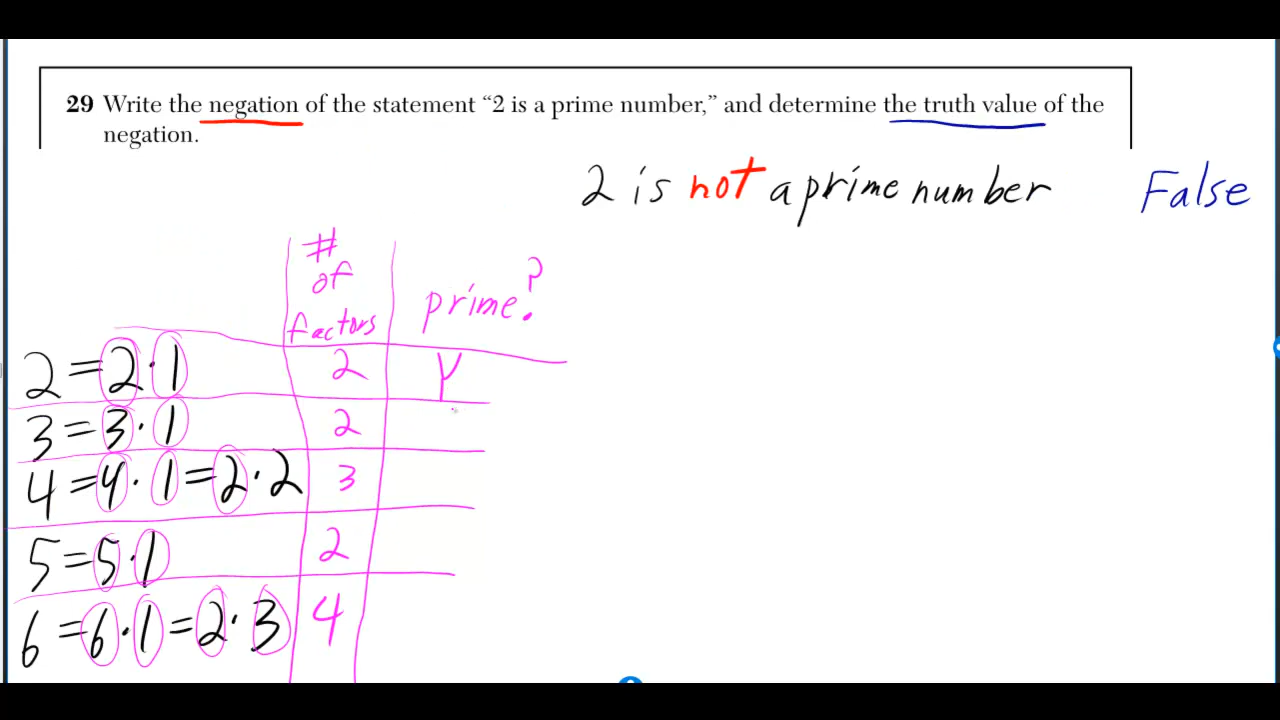 29 Write the negation of the statement “2 is a prime number,” and determine the truth value of the
negation.
2 is not a prime number False
#
of
factors
prime?
2 = 2 · 1 2 Y
3 = 3 · 1 2
4 = 4 · 1 = 2 · 2 3
5 = 5 · 1 2
6 = 6 · 1 = 2 · 3 4